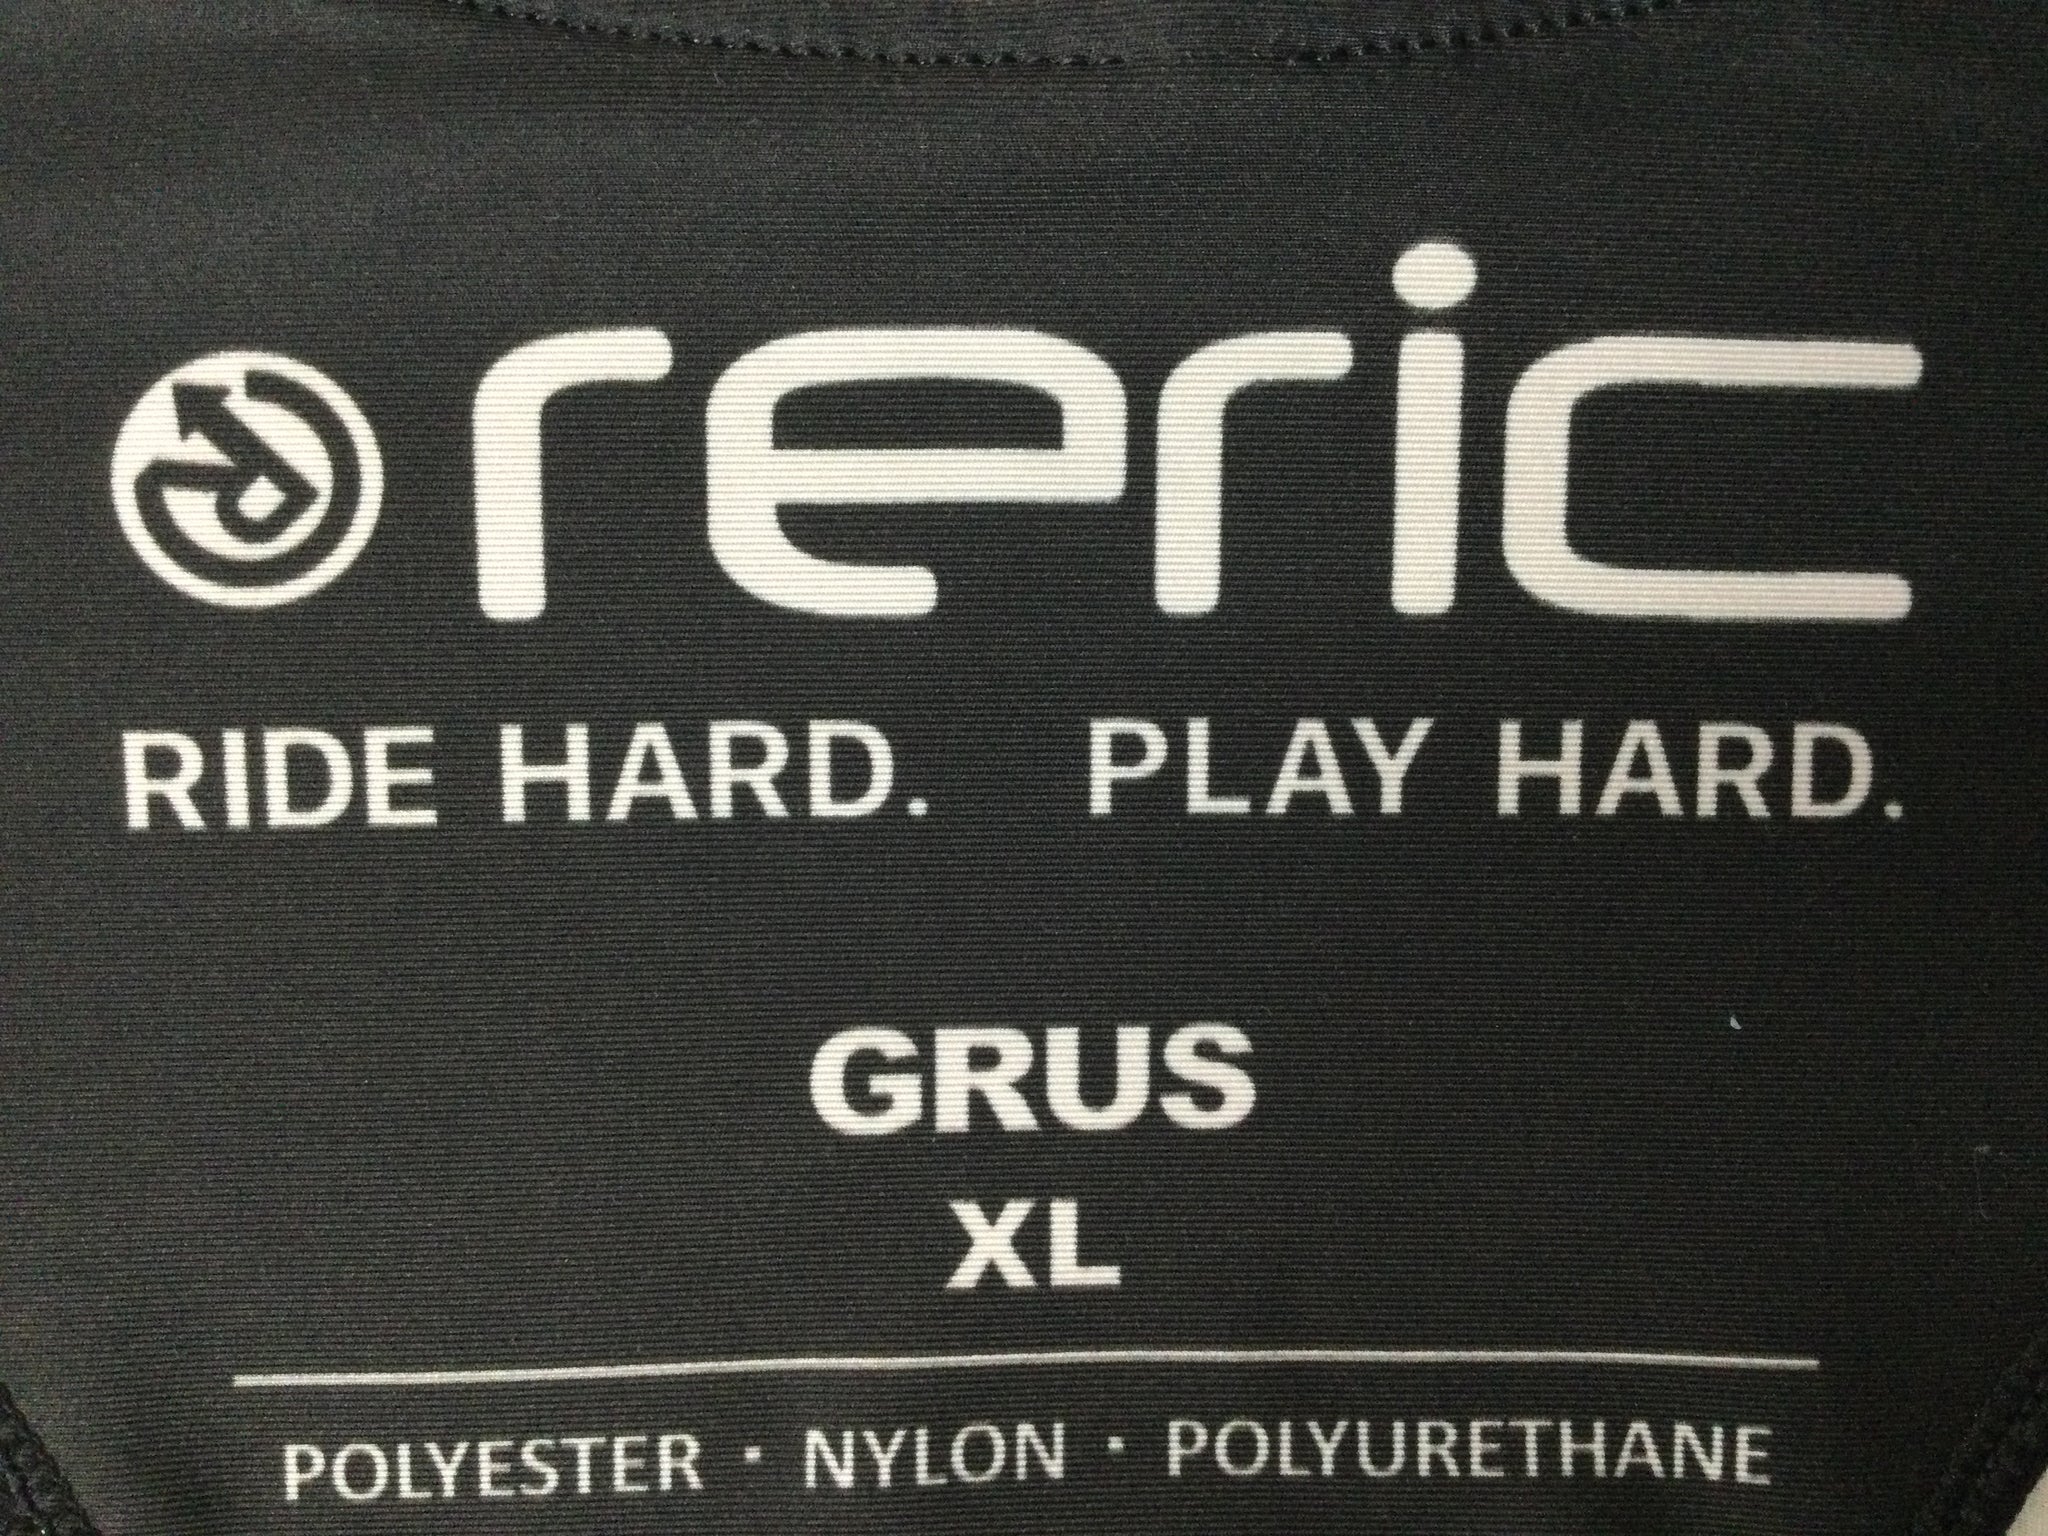 reric
RIDE HARD. PLAY HARD.
GRUS
XL
POLYESTER · NYLON · POLYURETHANE